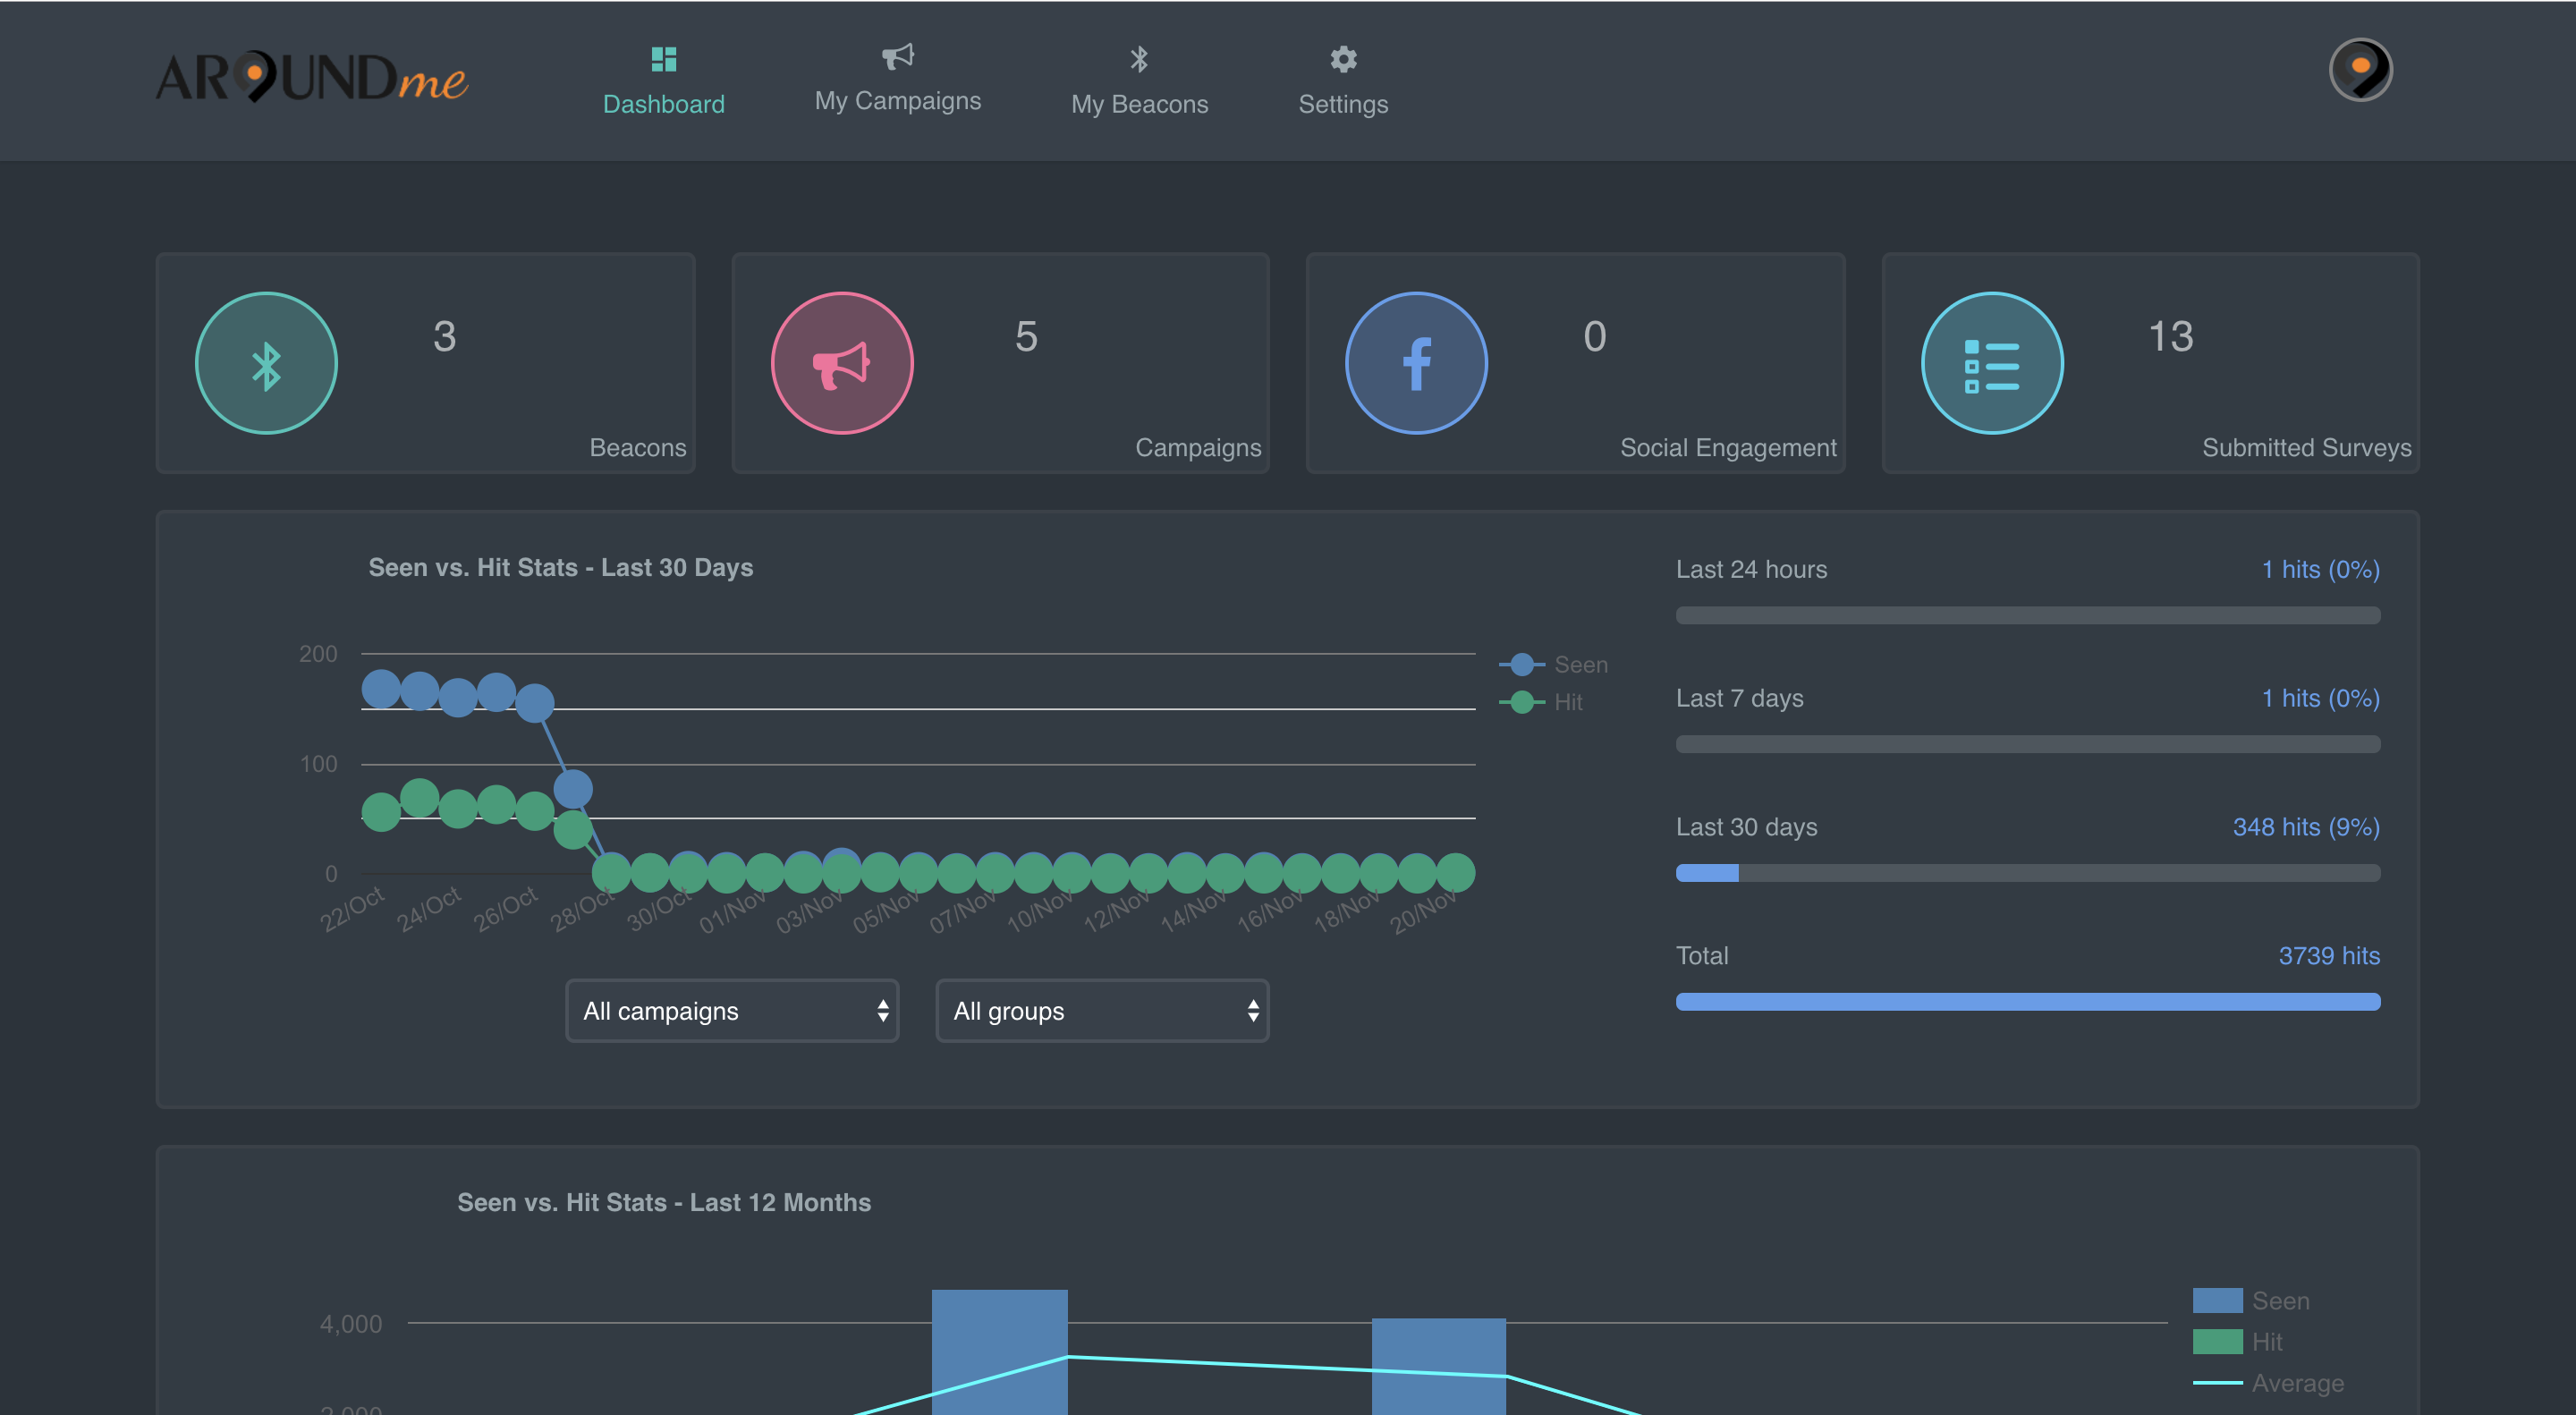 AROUNDme
Dashboard
My Campaigns
My Beacons
Settings
3
Beacons
5
Campaigns
0
Social Engagement
13
Submitted Surveys
Seen vs. Hit Stats - Last 30 Days
200
100
0
22/Oct
24/Oct
26/Oct
28/Oct
30/Oct
01/Nov
03/Nov
05/Nov
07/Nov
10/Nov
12/Nov
14/Nov
16/Nov
18/Nov
20/Nov
Seen
Hit
All campaigns
All groups
Last 24 hours 1 hits (0%)
Last 7 days 1 hits (0%)
Last 30 days 348 hits (9%)
Total 3739 hits
Seen vs. Hit Stats - Last 12 Months
4,000
Seen
Hit
Average